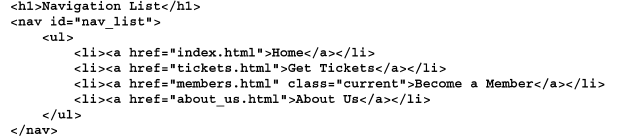 <h1>Navigation List</h1>
<nav id="nav_list">
    <ul>
        <li><a href="index.html">Home</a></li>
        <li><a href="tickets.html">Get Tickets</a></li>
        <li><a href="members.html" class="current">Become a Member</a></li>
        <li><a href="about_us.html">About Us</a></li>
    </ul>
</nav>